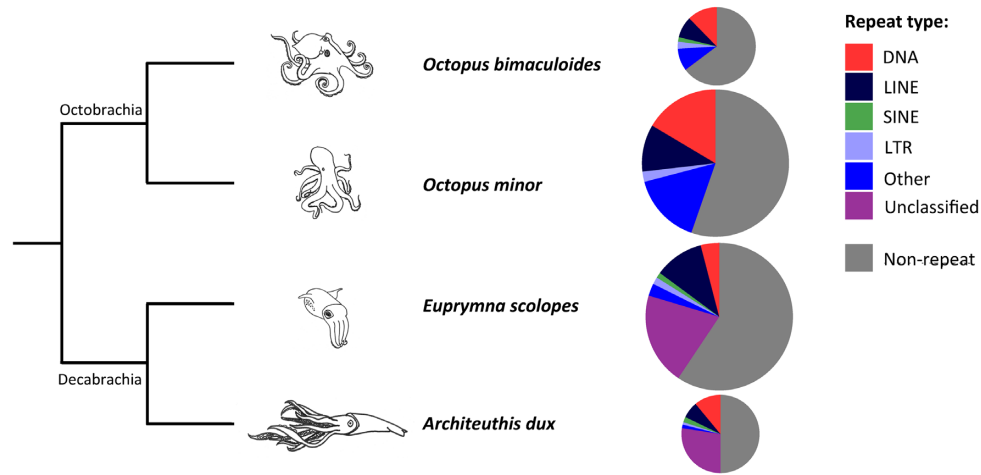 Octobrachia
Decabrachia
Octopus bimaculoides
Octopus minor
Euprymna scolopes
Architeuthis dux
Repeat type:
DNA
LINE
SINE
LTR
Other
Unclassified
Non-repeat